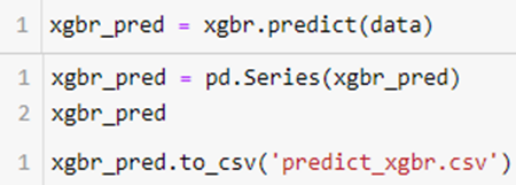 1 xgbr_pred = xgbr.predict(data)
1 xgbr_pred = pd.Series(xgbr_pred)
2 xgbr_pred
1 xgbr_pred.to_csv('predict_xgbr.csv')